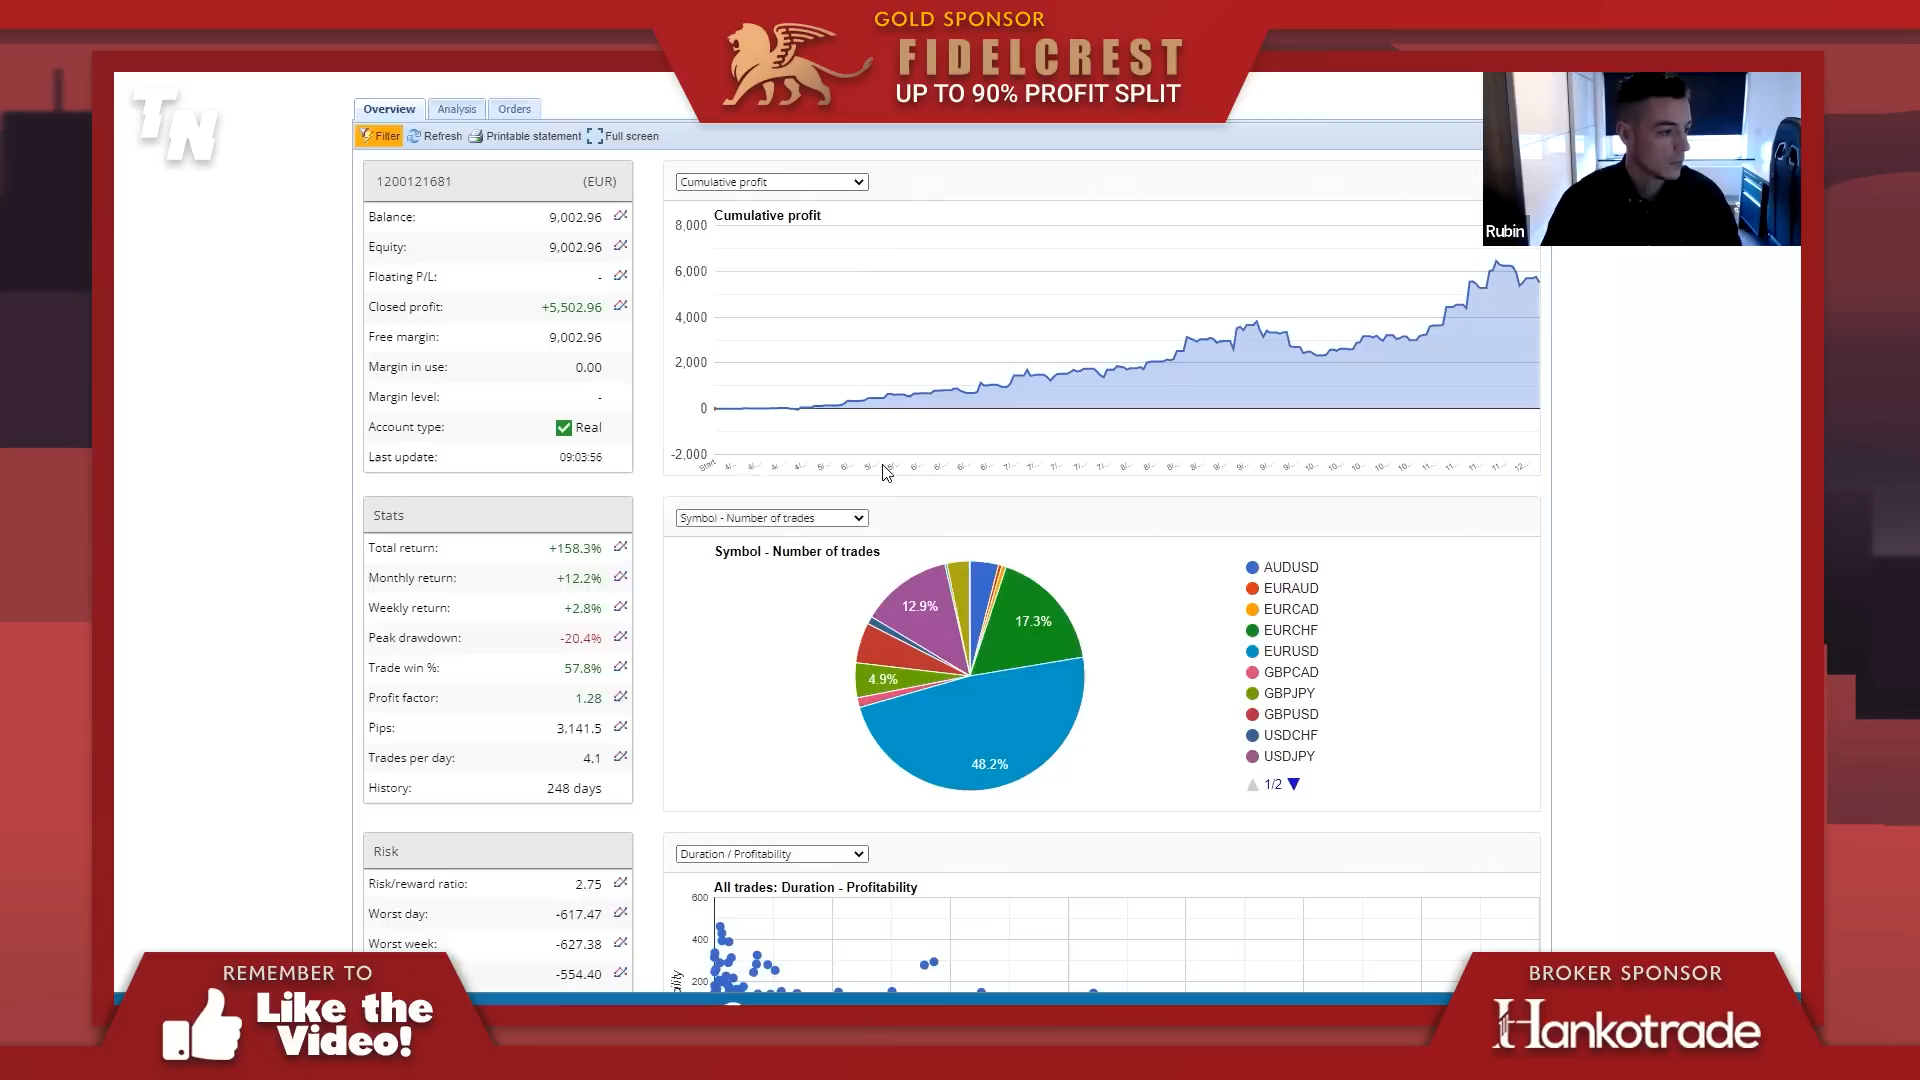 GOLD SPONSOR
FIDELCREST
UP TO 90% PROFIT SPLIT
TN
Overview Analysis Orders
Filter Refresh Printable statement Full screen
1200121681 (EUR)
Balance: 9,002.96
Equity: 9,002.96
Floating P/L: -
Closed profit: +5,502.96
Free margin: 9,002.96
Margin in use: 0.00
Margin level: -
Account type: Real
Last update: 09:03:56
Cumulative profit
Cumulative profit
8,000
6,000
4,000
2,000
0
-2,000
Start
Rubin
Stats
Total return: +158.3%
Monthly return: +12.2%
Weekly return: +2.8%
Peak drawdown: -20.4%
Trade win %: 57.8%
Profit factor: 1.28
Pips: 3,141.5
Trades per day: 4.1
History: 248 days
Symbol - Number of trades
Symbol - Number of trades
12.9%
17.3%
4.9%
48.2%
AUDUSD
EURAUD
EURCAD
EURCHF
EURUSD
GBPCAD
GBPJPY
GBPUSD
USDCHF
USDJPY
1/2
Risk
Risk/reward ratio: 2.75
Worst day: -617.47
Worst week: -627.38
-554.40
Duration / Profitability
All trades: Duration - Profitability
600
400
200
REMEMBER TO
Like the
Video!
BROKER SPONSOR
Hankotrade